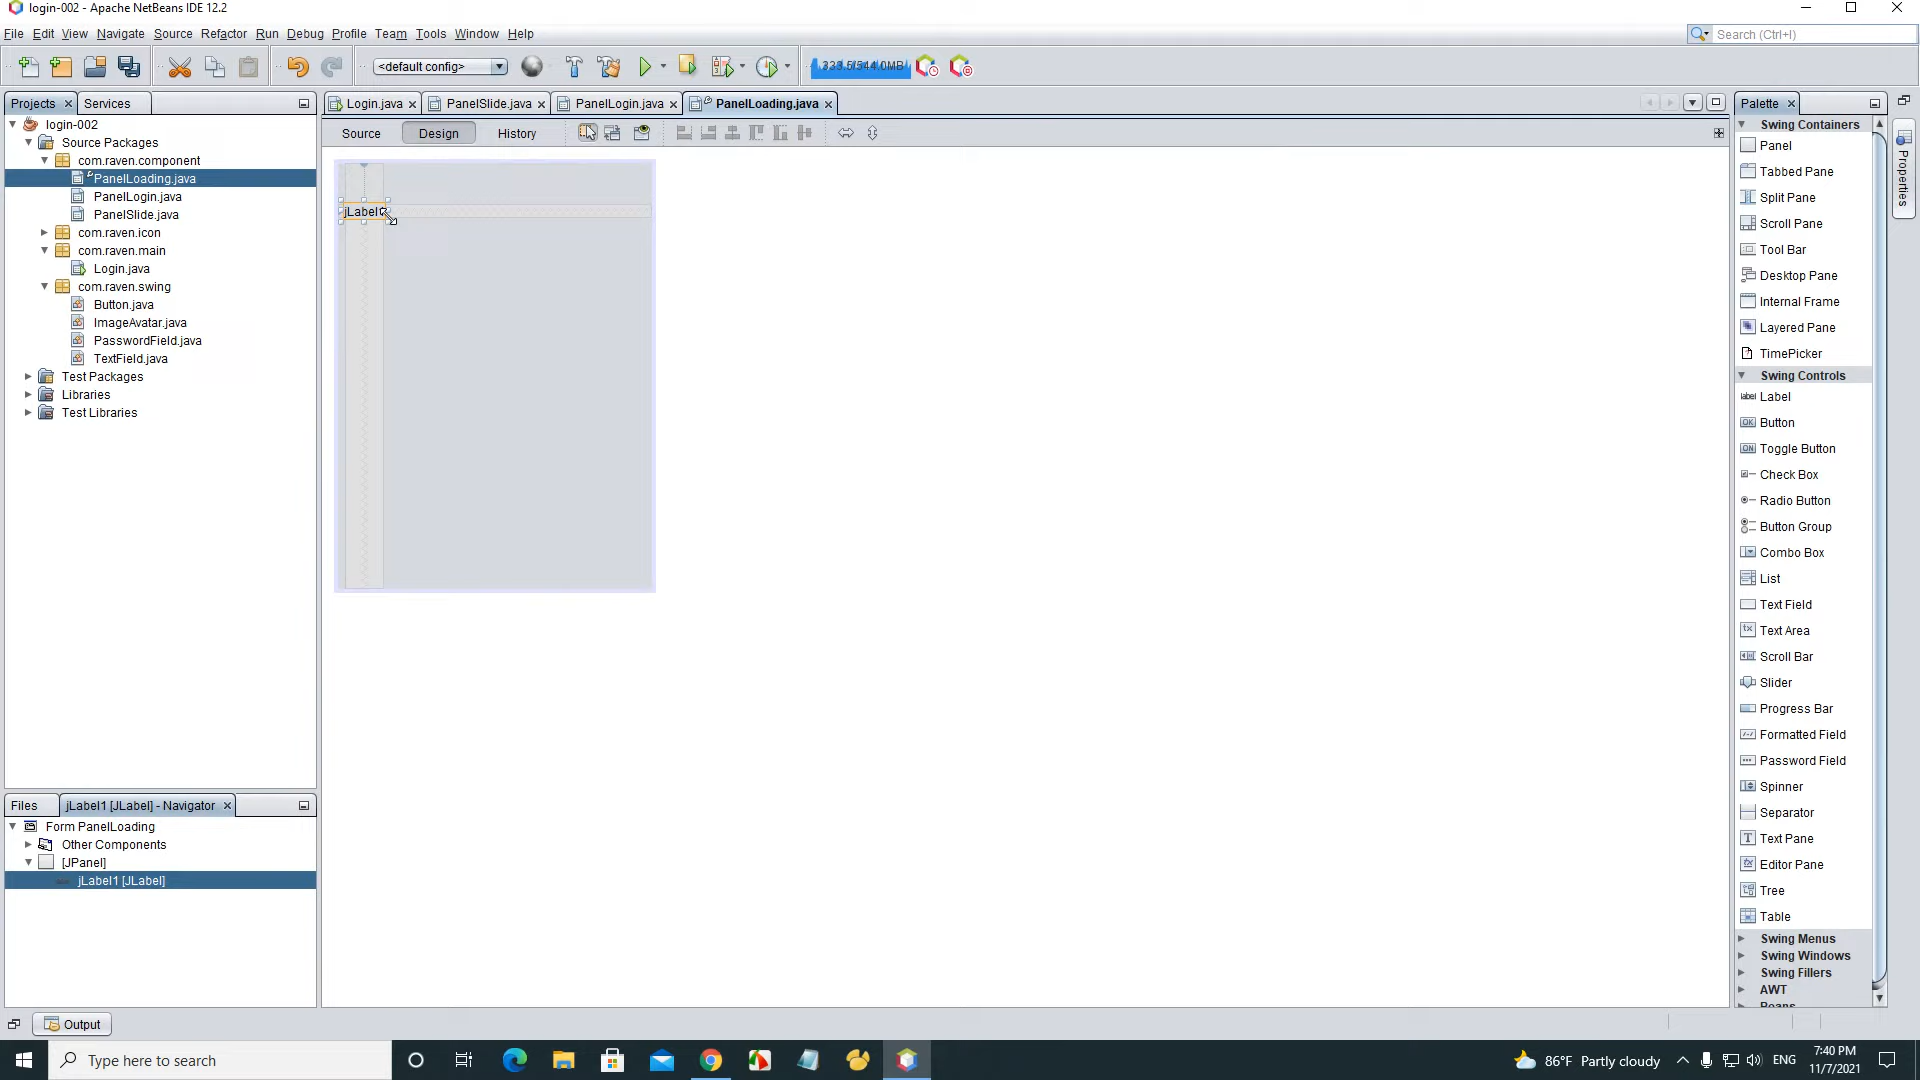 login-002 - Apache NetBeans IDE 12.2
File Edit View Navigate Source Refactor Run Debug Profile Team Tools Window Help
Search (Ctrl+I)
<default config>
Projects Services
Login.java PanelSlide.java PanelLogin.java PanelLoading.java
Palette
login-002
Source Packages
com.raven.component
PanelLoading.java
PanelLogin.java
PanelSlide.java
com.raven.icon
com.raven.main
Login.java
com.raven.swing
Button.java
ImageAvatar.java
PasswordField.java
TextField.java
Test Packages
Libraries
Test Libraries
Source Design History
Swing Containers
Panel
Tabbed Pane
Split Pane
Scroll Pane
Tool Bar
Desktop Pane
Internal Frame
Layered Pane
TimePicker
Swing Controls
Label
Button
Toggle Button
Check Box
Radio Button
Button Group
Combo Box
List
Text Field
Text Area
Scroll Bar
Slider
Progress Bar
Formatted Field
Password Field
Spinner
Separator
Text Pane
Editor Pane
Tree
Table
Swing Menus
Swing Windows
Swing Fillers
AWT
Properties
Files jLabel1 [JLabel] - Navigator
Form PanelLoading
Other Components
[JPanel]
jLabel1 [JLabel]
Output
Type here to search
86°F Partly cloudy
ENG
7:40 PM
11/7/2021